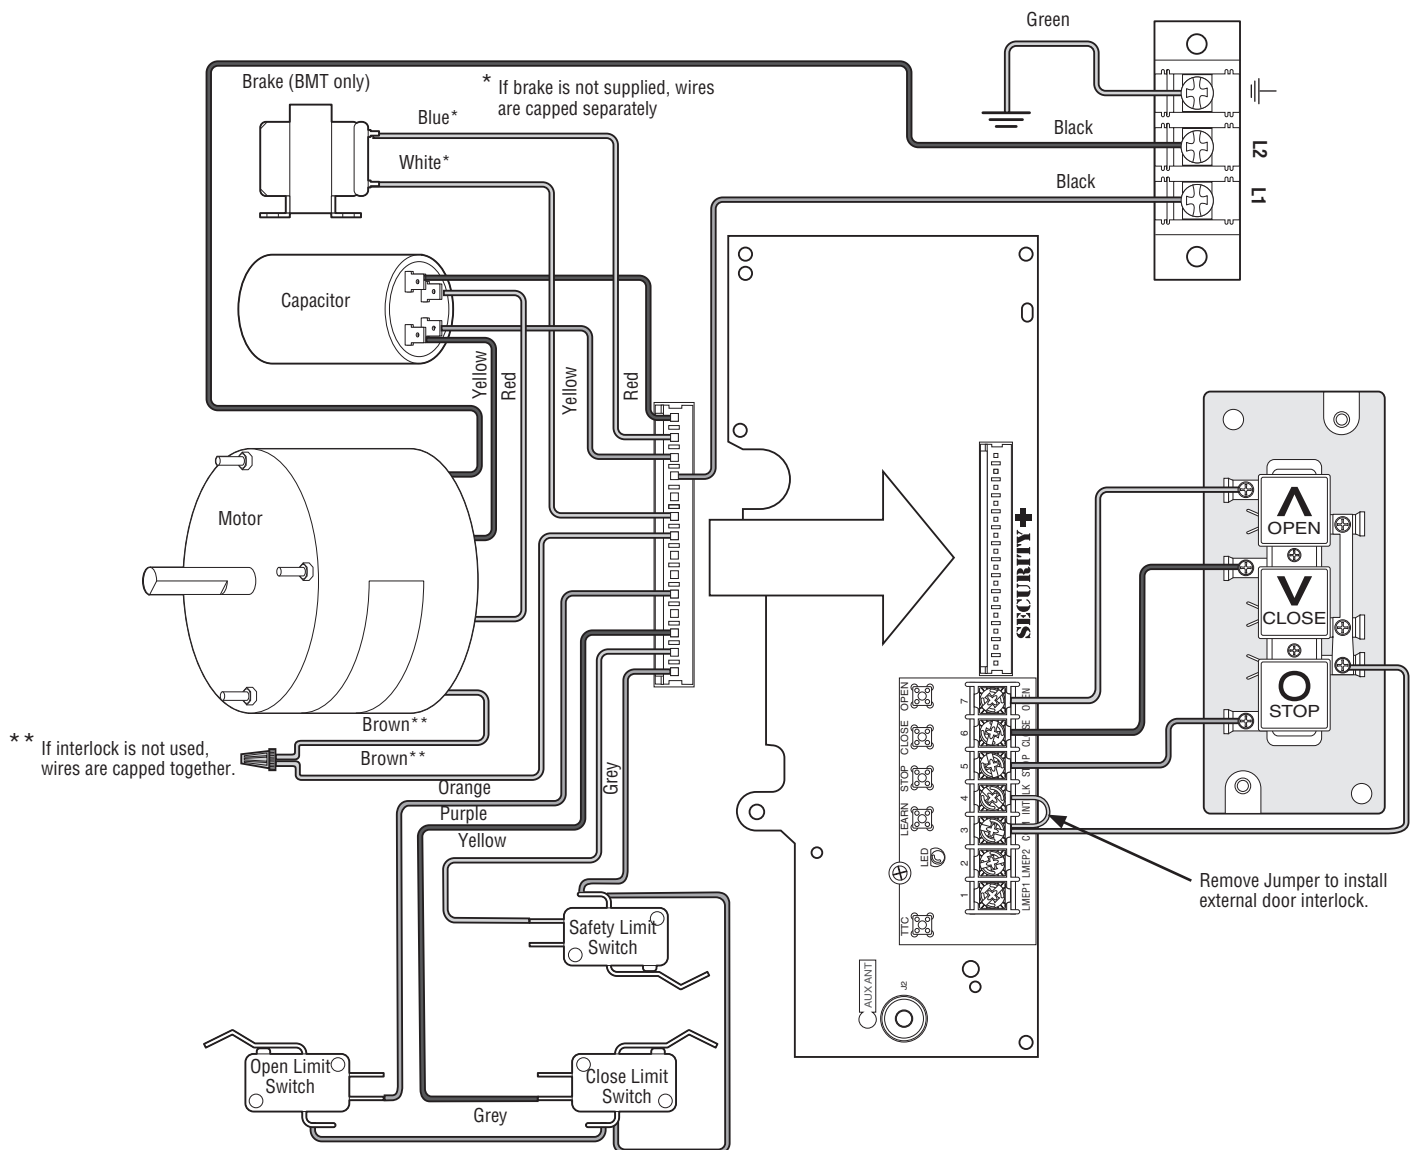 Green
Brake (BMT only)
* If brake is not supplied, wires
are capped separately
Blue*
Black
L2
White*
Black
L1
Capacitor
Yellow
Red
Yellow
Red
Motor
SECURITY+
OPEN
CLOSE
STOP
** If interlock is not used,
wires are capped together.
Brown**
Brown**
Orange
Purple
Yellow
Grey
OPEN
CLOSE
STOP
LEARN
LED
TTC
7
6
5
4
3
2
1
OPEN
CLOSE
STOP
LMEP2
LMEP1
Remove Jumper to install
external door interlock.
AUX ANT
J2
Safety Limit
Switch
Open Limit
Switch
Close Limit
Switch
Grey